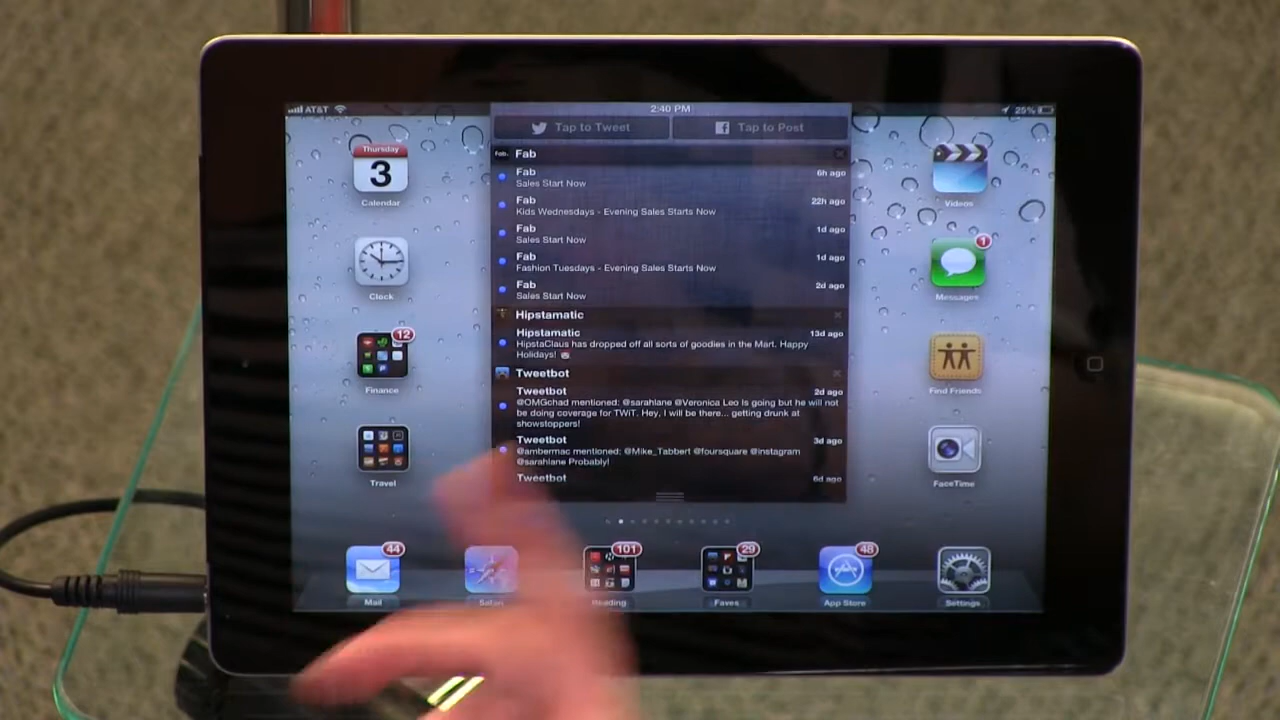 AT&T
2:40 PM
25%
Tap to Tweet
Tap to Post
Thursday
3
Calendar
Clock
12
Finance
Travel
Fab.
Fab
Fab
6h ago
Sales Start Now
Fab
22h ago
Kids Wednesdays - Evening Sales Starts Now
Fab
1d ago
Sales Start Now
Fab
1d ago
Fashion Tuesdays - Evening Sales Starts Now
Fab
2d ago
Sales Start Now
Hipstamatic
Hipstamatic
13d ago
HipstaClaus has dropped off all sorts of goodies in the Mart. Happy
Holidays!
Tweetbot
Tweetbot
2d ago
@OMGchad mentioned: @sarahlane @Veronica Leo Is going but he will not
be doing coverage for TWiT. Hey, I will be there... getting drunk at
showstoppers!
Tweetbot
3d ago
@ambermac mentioned: @Mike_Tabbert @foursquare @instagram
@sarahlane Probably!
Tweetbot
6d ago
Videos
1
Messages
Find Friends
FaceTime
44
Mail
Safari
101
Reading
29
Faves
48
App Store
Settings